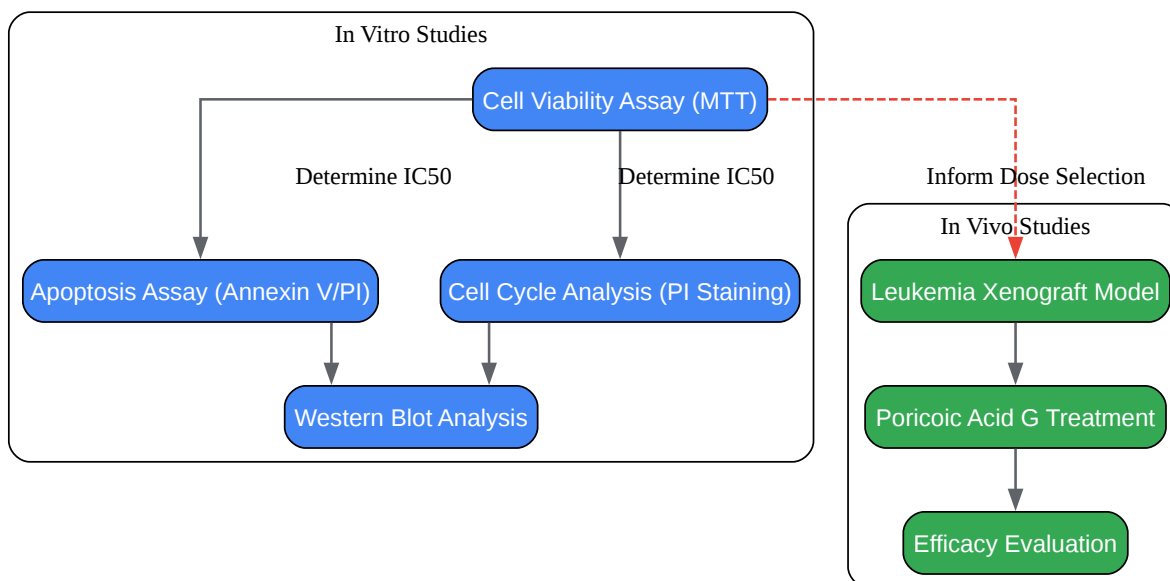 In Vitro Studies
Cell Viability Assay (MTT)
Determine IC50
Determine IC50
Inform Dose Selection
In Vivo Studies
Apoptosis Assay (Annexin V/PI)
Cell Cycle Analysis (PI Staining)
Leukemia Xenograft Model
Western Blot Analysis
Poricoic Acid G Treatment
Efficacy Evaluation